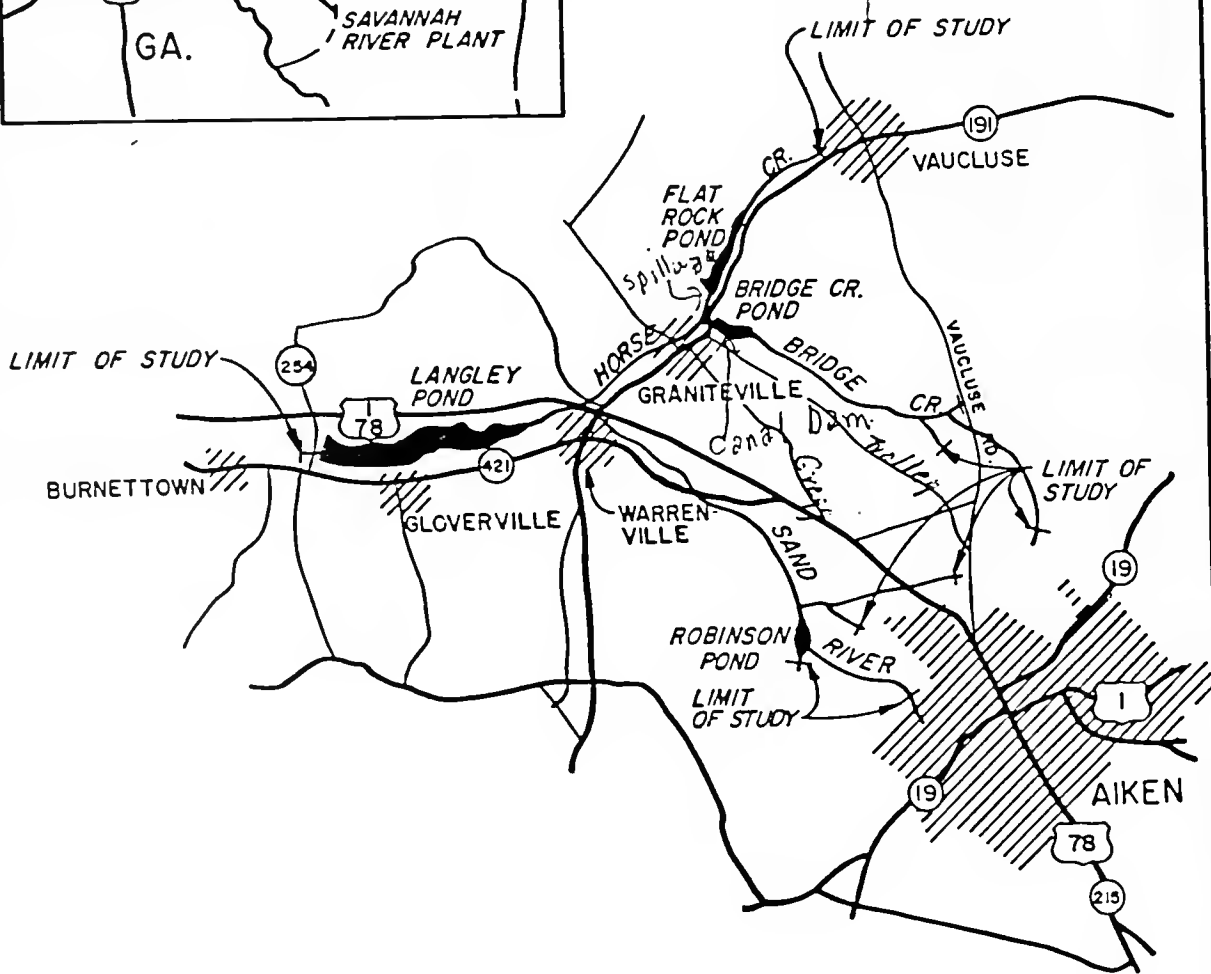 SAVANNAH
RIVER PLANT
GA.
LIMIT OF STUDY
191
VAUCLUSE
CR.
FLAT
ROCK
POND
BRIDGE CR.
POND
HORSE
BRIDGE
CR.
VAUCLUSE
RD.
LIMIT OF STUDY
254
LANGLEY
POND
1
78
GRANITEVILLE
Canal Dam
LIMIT OF
STUDY
421
BURNETTOWN
GLOVERVILLE
WARREN-
VILLE
SAND
RIVER
19
ROBINSON
POND
LIMIT
OF STUDY
1
19
AIKEN
78
215